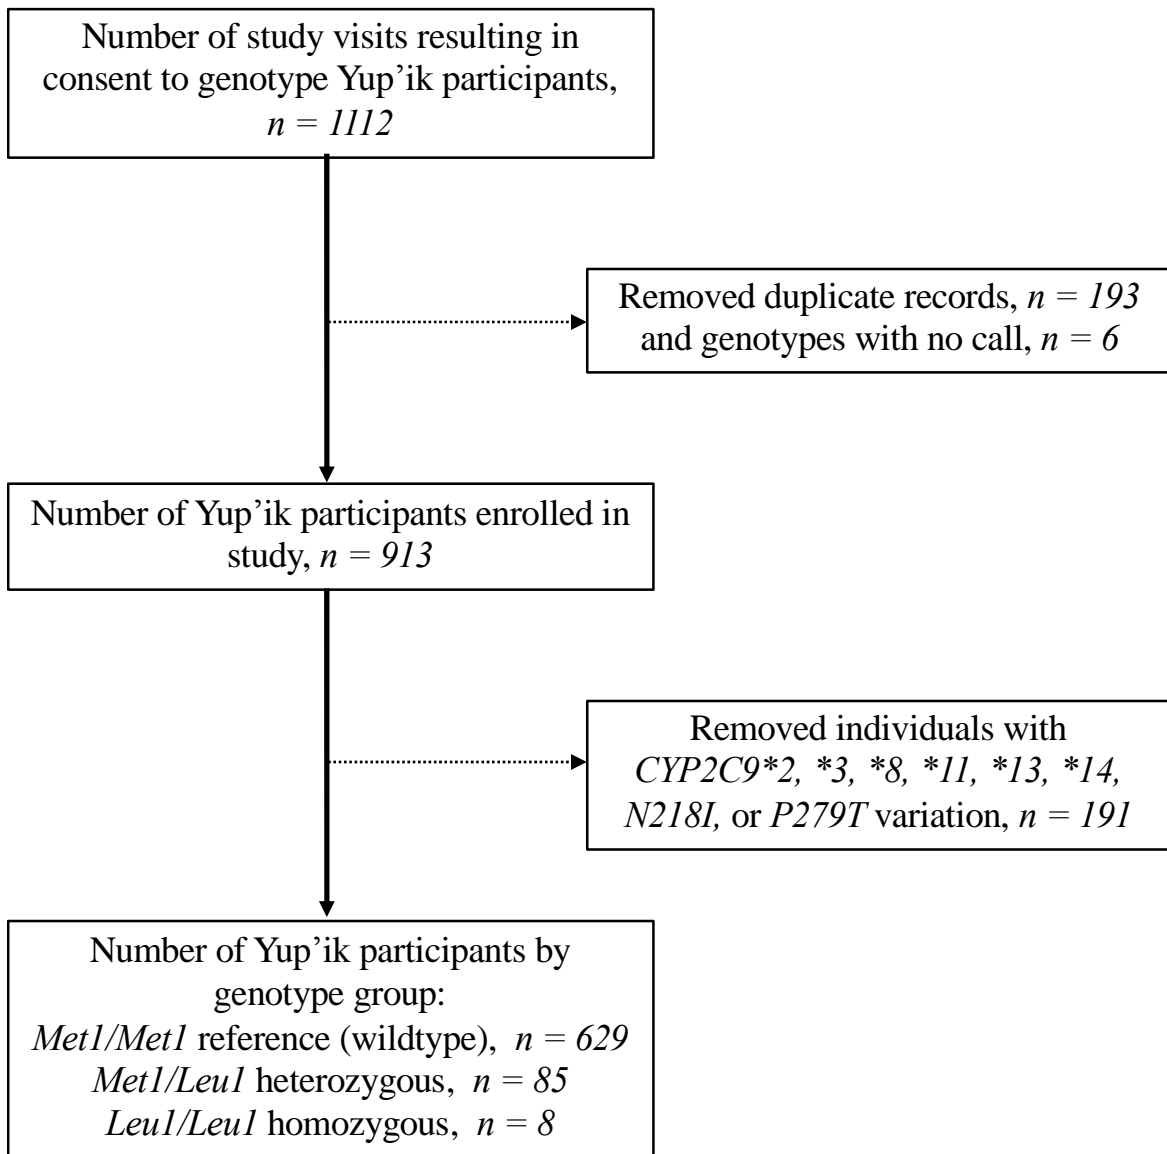 Number of study visits resulting in
consent to genotype Yup’ik participants,
n = 1112
Removed duplicate records, n = 193
and genotypes with no call, n = 6
Number of Yup’ik participants enrolled in
study, n = 913
Removed individuals with
CYP2C9*2, *3, *8, *11, *13, *14,
N218I, or P279T variation, n = 191
Number of Yup’ik participants by
genotype group:
Met1/Met1 reference (wildtype), n = 629
Met1/Leu1 heterozygous, n = 85
Leu1/Leu1 homozygous, n = 8